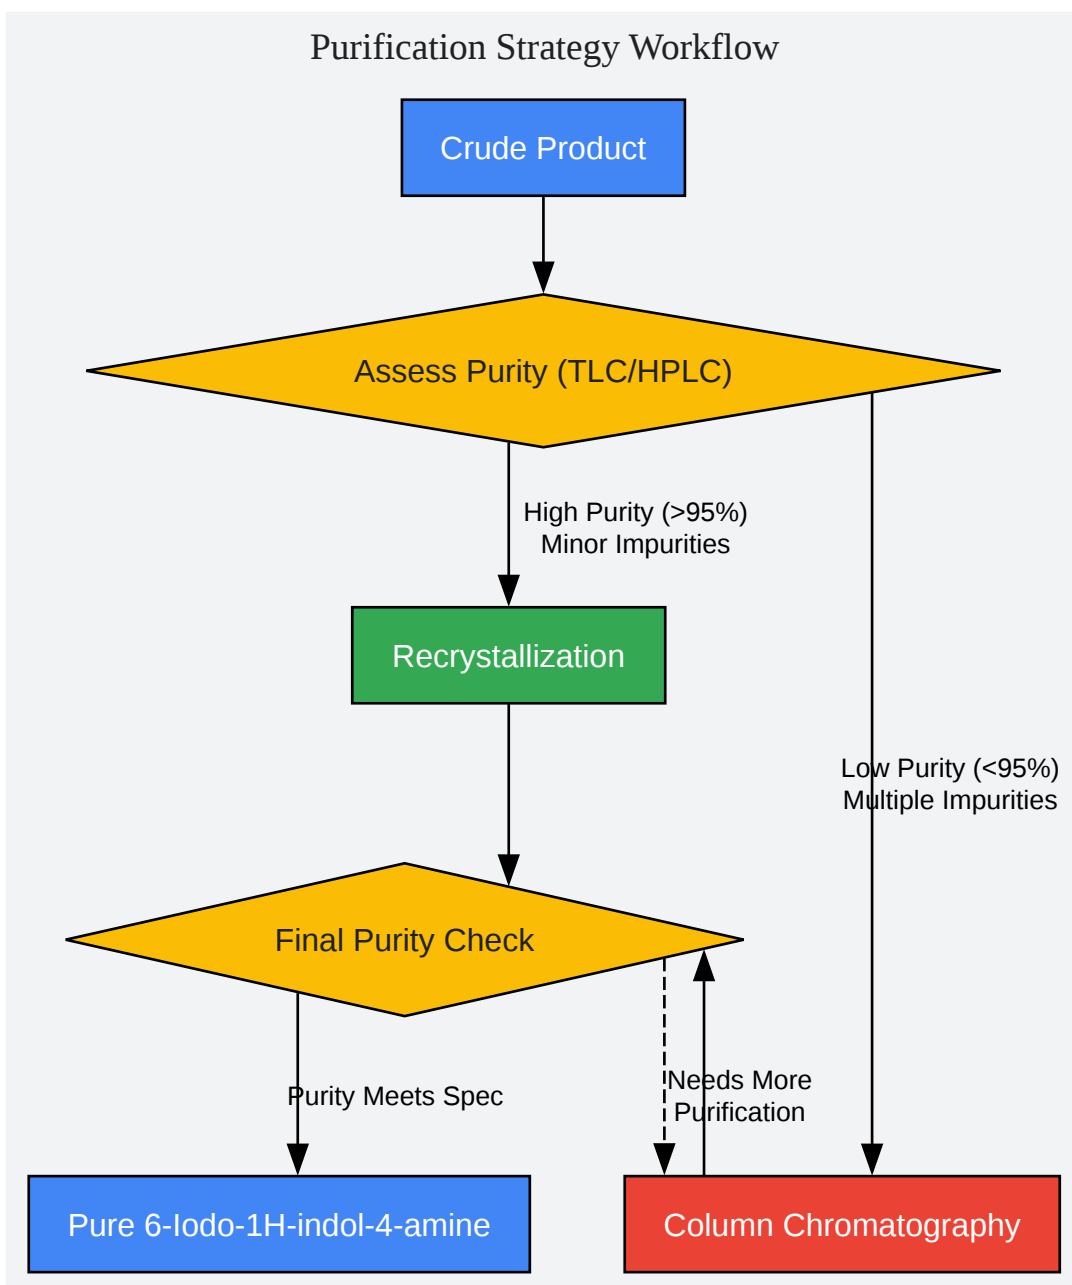 Purification Strategy Workflow
Crude Product
Assess Purity (TLC/HPLC)
High Purity (>95%)
Minor Impurities
Recrystallization
Low Purity (<95%)
Multiple Impurities
Final Purity Check
Needs More
Purification
Purity Meets Spec
Pure 6-Iodo-1H-indol-4-amine
Column Chromatography